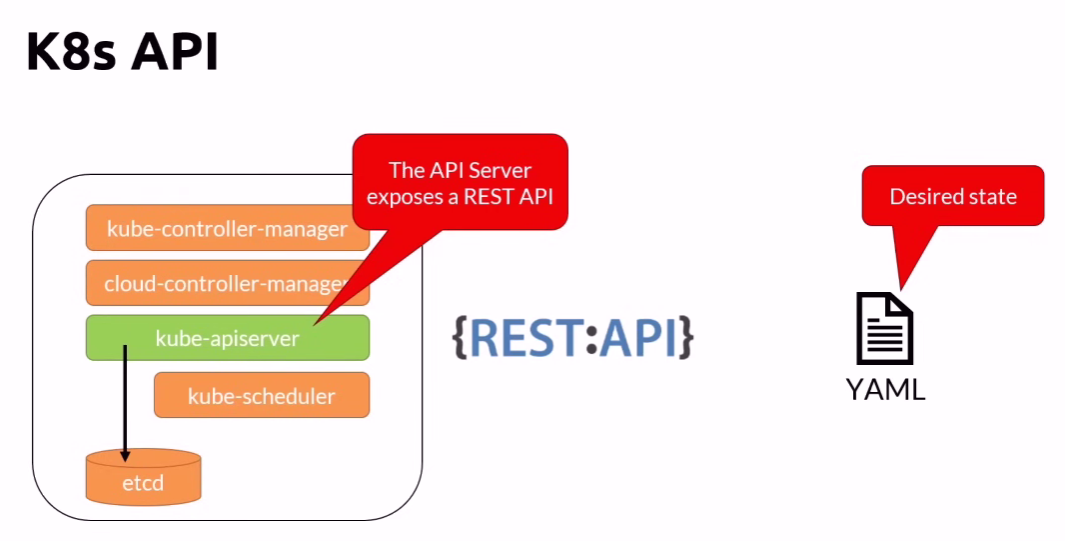 K8s API
The API Server
exposes a REST API
Desired state
kube-controller-manager
cloud-controller-manager
kube-apiserver
{REST:API}
kube-scheduler
YAML
etcd